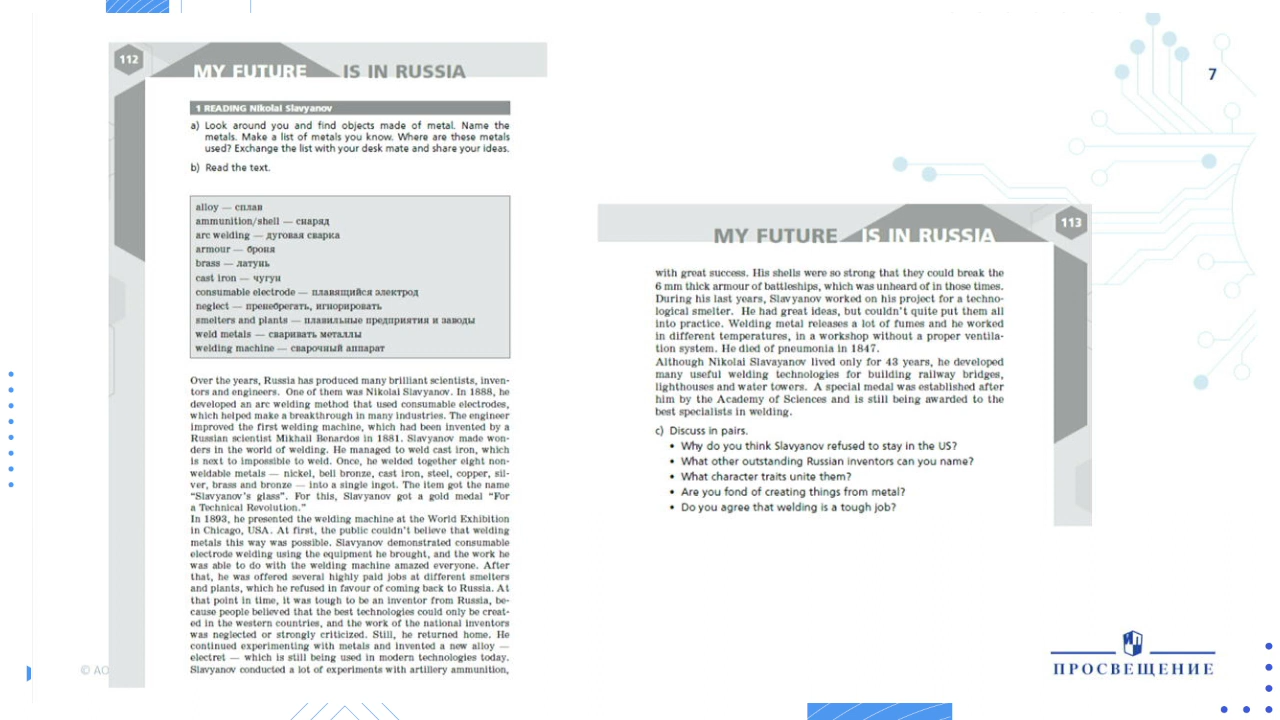 112
MY FUTURE IS IN RUSSIA
1 READING Nikolai Slavyanov
a) Look around you and find objects made of metal. Name the
metals. Make a list of metals you know. Where are these metals
used? Exchange the list with your desk mate and share your ideas.
b) Read the text.
alloy — сплав
ammunition/shell — снаряд
arc welding — дуговая сварка
armour — броня
brass — латунь
cast iron — чугун
consumable electrode — плавящийся электрод
neglect — пренебрегать, игнорировать
smelters and plants — плавильные предприятия и заводы
weld metals — сваривать металлы
welding machine — сварочный аппарат
Over the years, Russia has produced many brilliant scientists, inven-
tors and engineers. One of them was Nikolai Slavyanov. In 1888, he
developed an arc welding method that used consumable electrodes,
which helped make a breakthrough in many industries. The engineer
improved the first welding machine, which had been invented by a
Russian scientist Mikhail Benardos in 1881. Slavyanov made won-
ders in the world of welding. He managed to weld cast iron, which
is next to impossible to weld. Once, he welded together eight non-
weldable metals — nickel, bell bronze, cast iron, steel, copper, sil-
ver, brass and bronze — into a single ingot. The item got the name
“Slavyanov's glass”. For this, Slavyanov got a gold medal “For
a Technical Revolution.”
In 1893, he presented the welding machine at the World Exhibition
in Chicago, USA. At first, the public couldn't believe that welding
metals this way was possible. Slavyanov demonstrated consumable
electrode welding using the equipment he brought, and the work he
was able to do with the welding machine amazed everyone. After
that, he was offered several highly paid jobs at different smelters
and plants, which he refused in favour of coming back to Russia. At
that point in time, it was tough to be an inventor from Russia, be-
cause people believed that the best technologies could only be creat-
ed in the western countries, and the work of the national inventors
was neglected or strongly criticized. Still, he returned home. He
continued experimenting with metals and invented a new alloy —
electret — which is still being used in modern technologies today.
Slavyanov conducted a lot of experiments with artillery ammunition,
© АО
7
MY FUTURE IS IN RUSSIA
113
with great success. His shells were so strong that they could break the
6 mm thick armour of battleships, which was unheard of in those times.
During his last years, Slavyanov worked on his project for a techno-
logical smelter. He had great ideas, but couldn't quite put them all
into practice. Welding metal releases a lot of fumes and he worked
in different temperatures, in a workshop without a proper ventila-
tion system. He died of pneumonia in 1847.
Although Nikolai Slavayanov lived only for 43 years, he developed
many useful welding technologies for building railway bridges,
lighthouses and water towers. A special medal was established after
him by the Academy of Sciences and is still being awarded to the
best specialists in welding.
c) Discuss in pairs.
• Why do you think Slavyanov refused to stay in the US?
• What other outstanding Russian inventors can you name?
• What character traits unite them?
• Are you fond of creating things from metal?
• Do you agree that welding is a tough job?
ПРОСВЕЩЕНИЕ